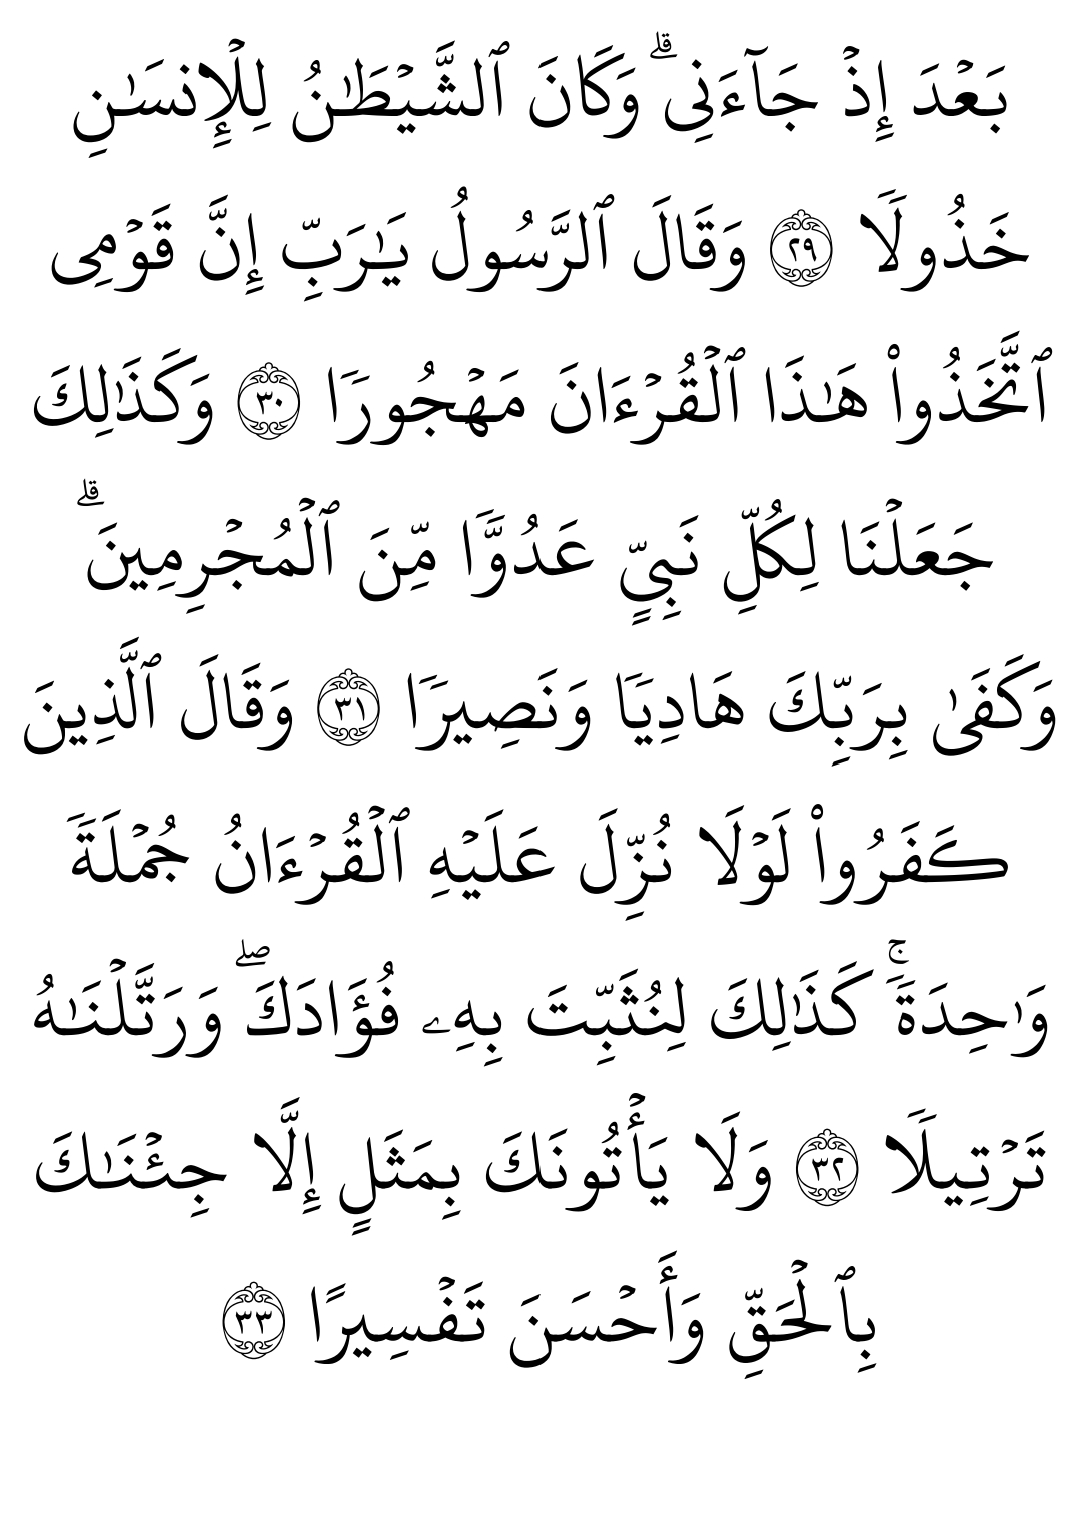 بَعۡدَ إِذۡ جَآءَنِيۗ وَكَانَ ٱلشَّيۡطَٰنُ لِلۡإِنسَٰنِ
خَذُولٗا ٢٩ وَقَالَ ٱلرَّسُولُ يَٰرَبِّ إِنَّ قَوۡمِي
ٱتَّخَذُواْ هَٰذَا ٱلۡقُرۡءَانَ مَهۡجُورٗا ٣٠ وَكَذَٰلِكَ
جَعَلۡنَا لِكُلِّ نَبِيٍّ عَدُوّٗا مِّنَ ٱلۡمُجۡرِمِينَۗ
وَكَفَىٰ بِرَبِّكَ هَادِيٗا وَنَصِيرٗا ٣١ وَقَالَ ٱلَّذِينَ
كَفَرُواْ لَوۡلَا نُزِّلَ عَلَيۡهِ ٱلۡقُرۡءَانُ جُمۡلَةٗ
وَٰحِدَةٗۚ كَذَٰلِكَ لِنُثَبِّتَ بِهِۦ فُؤَادَكَۖ وَرَتَّلۡنَٰهُ
تَرۡتِيلٗا ٣٢ وَلَا يَأۡتُونَكَ بِمَثَلٍ إِلَّا جِئۡنَٰكَ
بِٱلۡحَقِّ وَأَحۡسَنَ تَفۡسِيرًا ٣٣